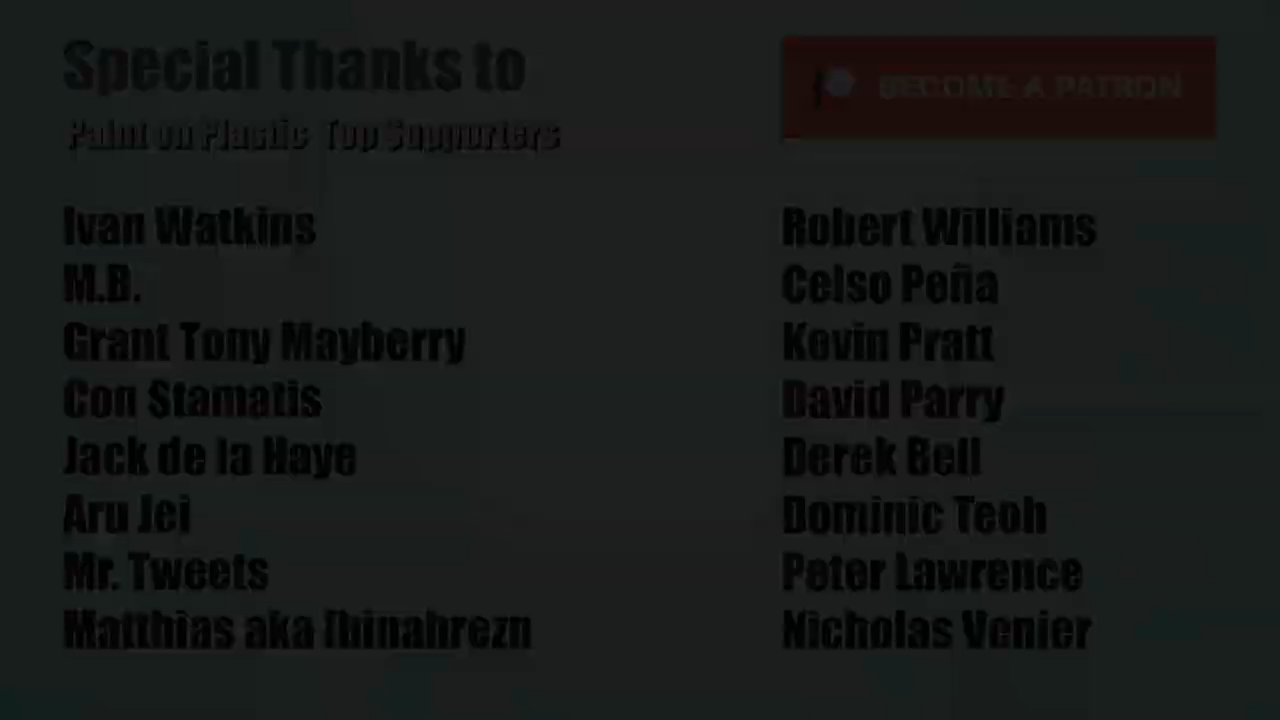 Special Thanks to
Paint on Plastic Top Supporters
BECOME A PATRON
Ivan Watkins
M.B.
Grant Tony Mayberry
Con Stamatis
Jack de la Haye
Aru Jei
Mr. Tweets
Matthias aka
Robert Williams
Celso Peña
Kevin Pratt
David Parry
Derek Bell
Dominic Teoh
Peter Lawrence
Nicholas Venier